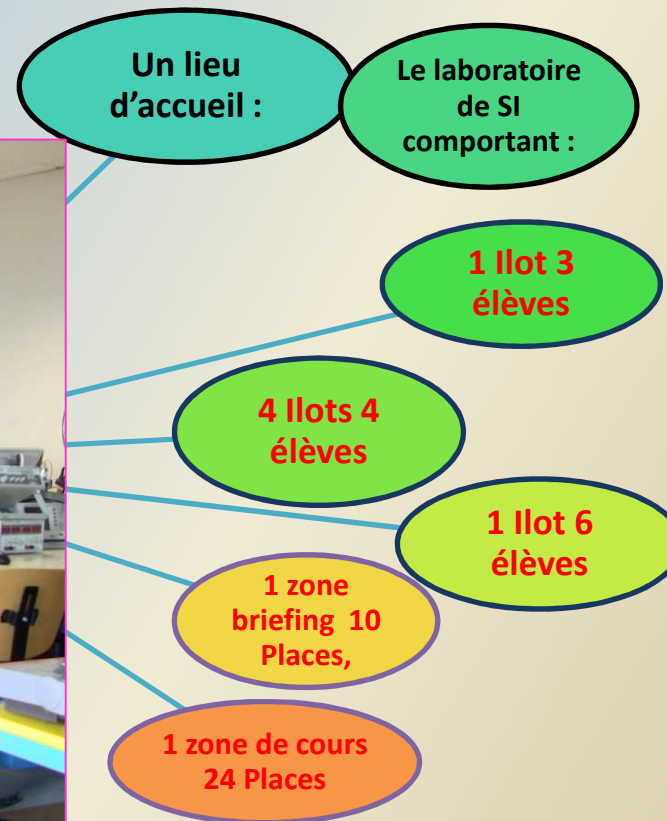 Un lieu
d’accueil :
Le laboratoire
de SI
comportant :
1 Ilot 3
élèves
4 Ilots 4
élèves
1 Ilot 6
élèves
1 zone
briefing 10
Places,
1 zone de cours
24 Places